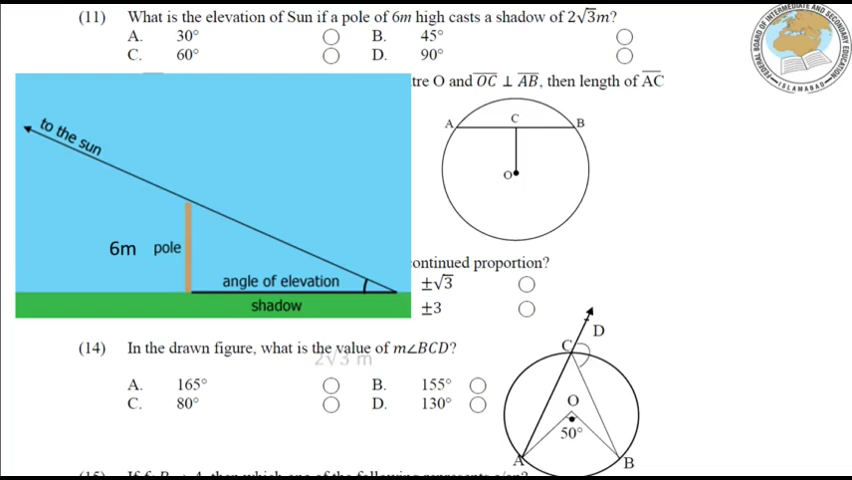 (11) What is the elevation of Sun if a pole of 6m high casts a shadow of 2√3m?
A. 30° B. 45°
C. 60° D. 90°
FEDERAL BOARD OF INTERMEDIATE AND SECONDARY EDUCATION
ISLAMABAD
tre O and OC ⊥ AB, then length of AC
A C B
O
to the sun
6m pole
angle of elevation
shadow
ontinued proportion?
±√3
±3
(14) In the drawn figure, what is the value of m∠BCD?
2√3 m
A. 165° B. 155°
C. 80° D. 130°
D
C
O
50°
A B